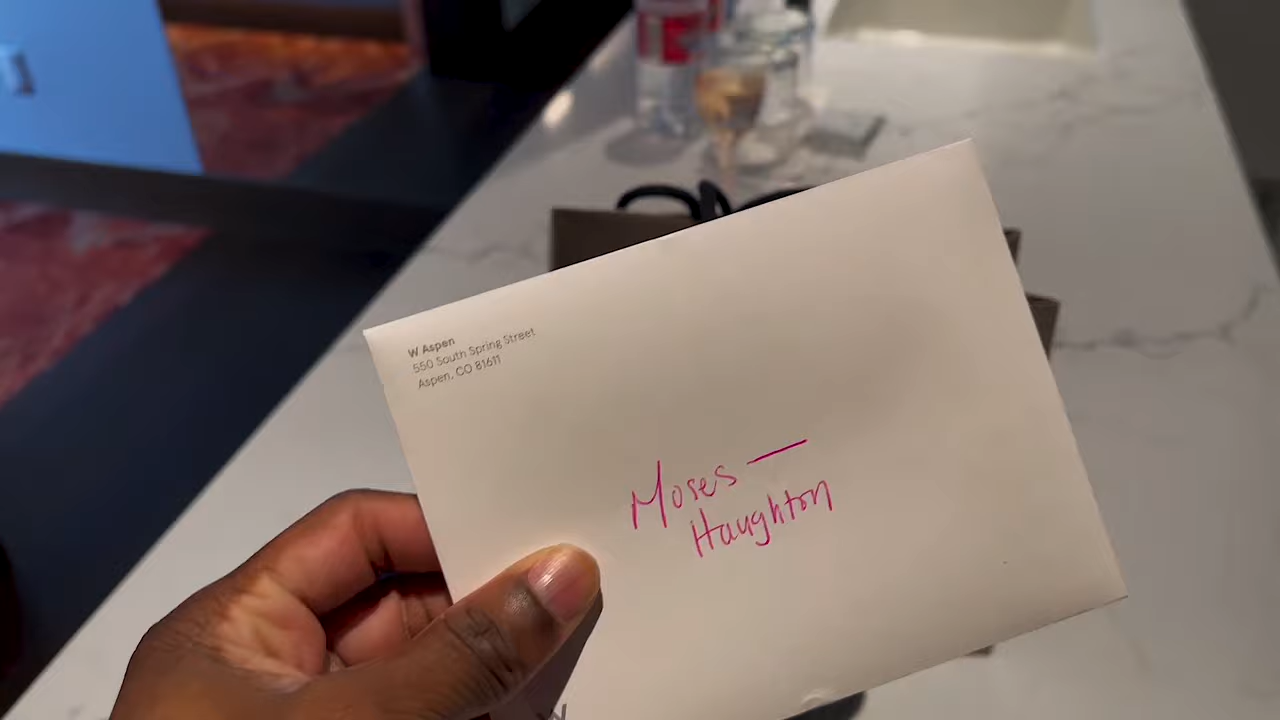 W Aspen
550 South Spring Street
Aspen, CO 81611
Moses —
Haughton